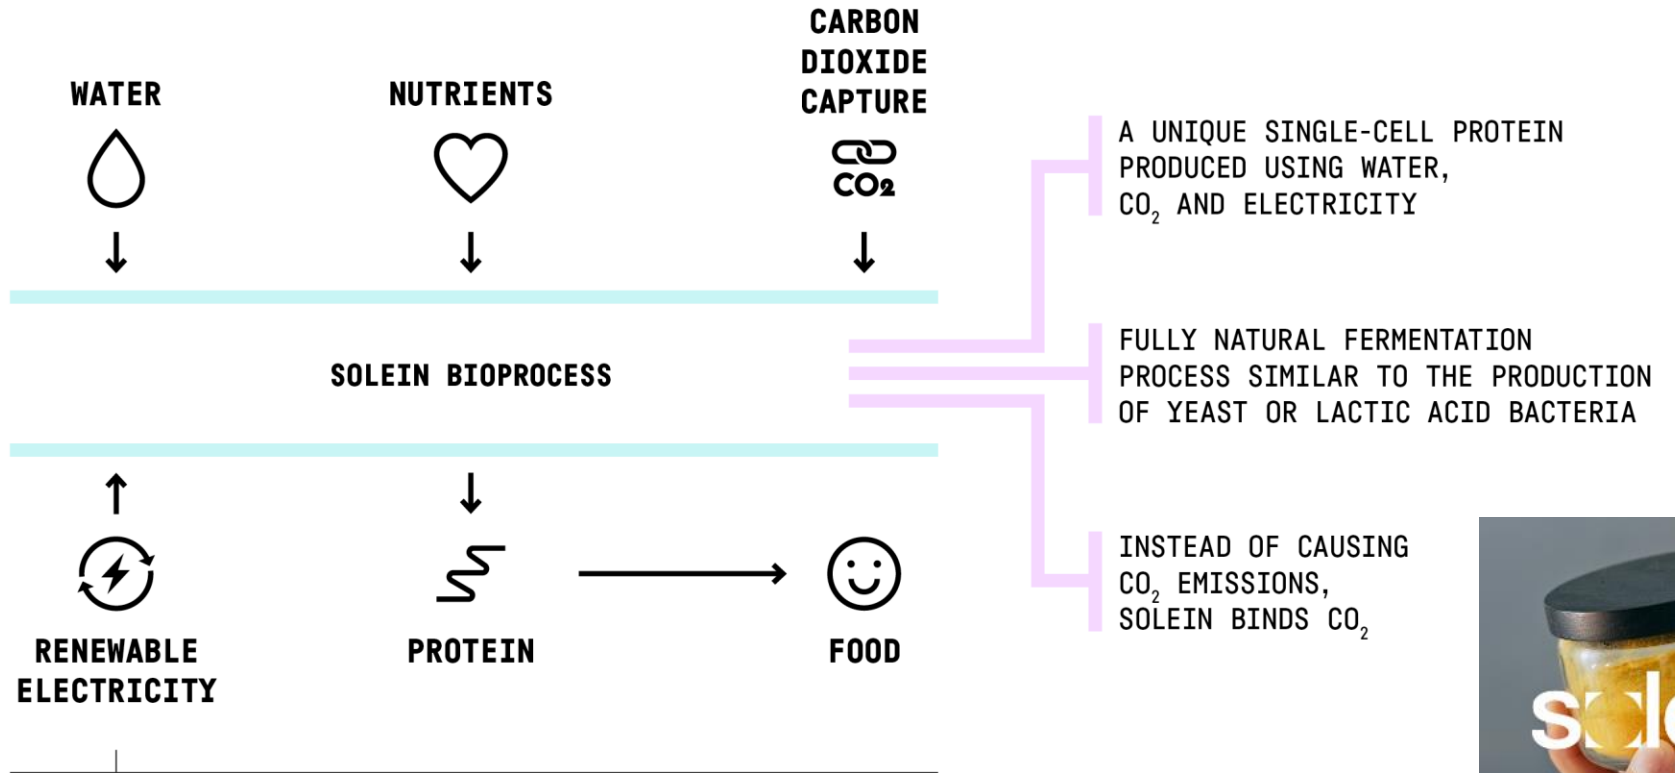 WATER
NUTRIENTS
CARBON
DIOXIDE
CAPTURE
CO2
SOLEIN BIOPROCESS
RENEWABLE
ELECTRICITY
PROTEIN
FOOD
A UNIQUE SINGLE-CELL PROTEIN
PRODUCED USING WATER,
CO₂ AND ELECTRICITY
FULLY NATURAL FERMENTATION
PROCESS SIMILAR TO THE PRODUCTION
OF YEAST OR LACTIC ACID BACTERIA
INSTEAD OF CAUSING
CO₂ EMISSIONS,
SOLEIN BINDS CO₂